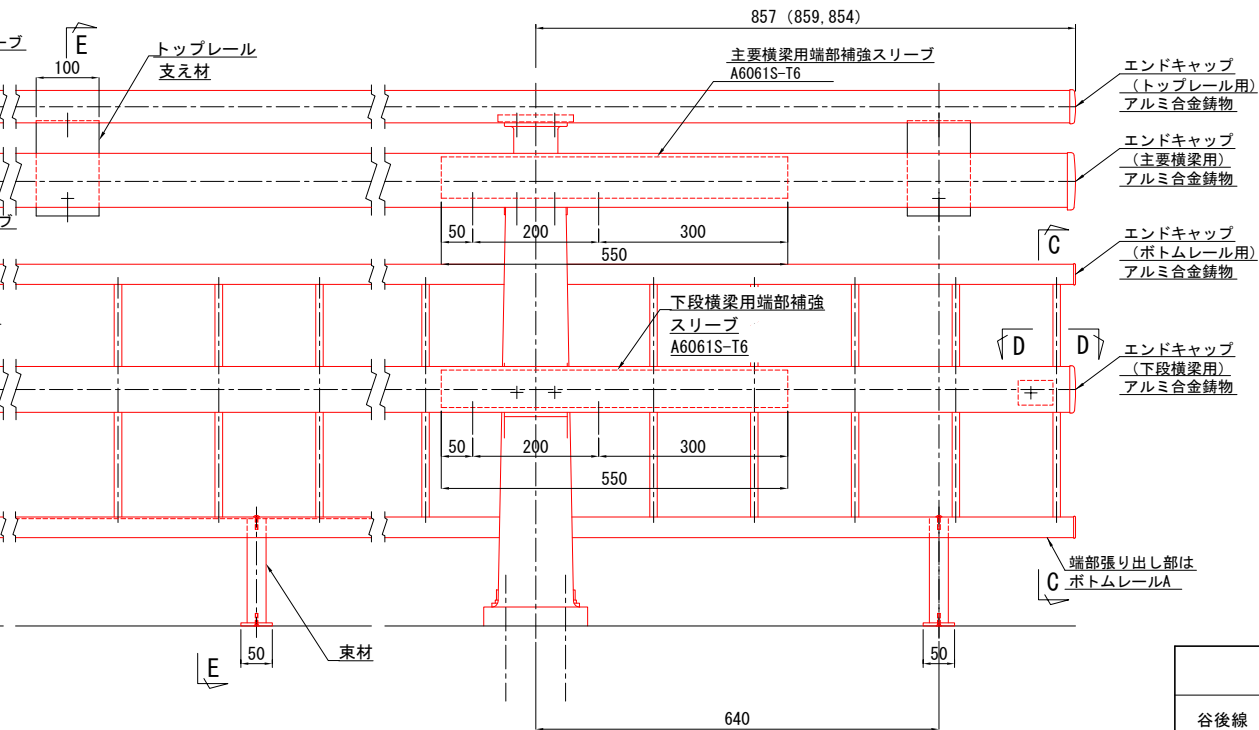 857 (859,854)
ーブ
E
100
トップレール
支え材
主要横梁用端部補強スリーブ
A6061S-T6
エンドキャップ
(トップレール用)
アルミ合金鋳物
エンドキャップ
(主要横梁用)
アルミ合金鋳物
50
200
300
550
エンドキャップ
(ボトムレール用)
アルミ合金鋳物
C
下段横梁用端部補強
スリーブ
A6061S-T6
D
D
エンドキャップ
(下段横梁用)
アルミ合金鋳物
50
200
300
550
端部張り出し部は
ボトムレールA
C
束材
50
E
50
640
谷後線